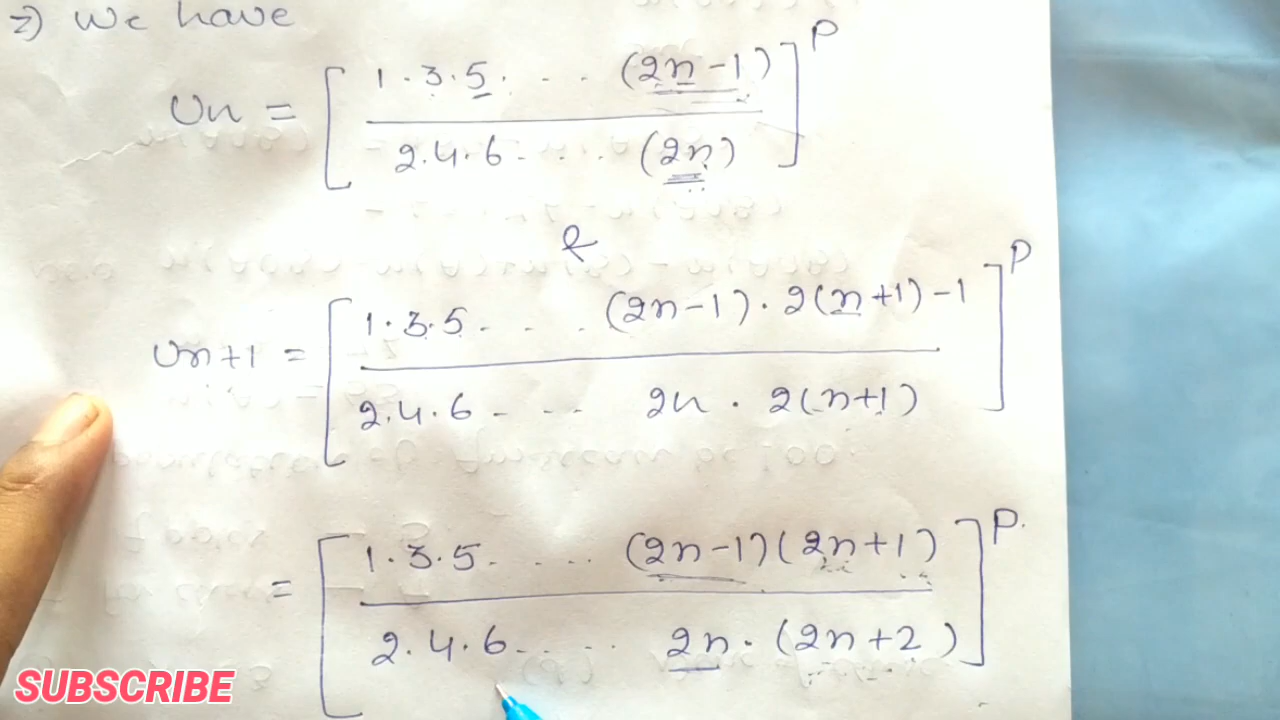 ⇒) We have
Un = [ 1.3.5. . . . (2n-1) / 2.4.6- . . . (2n) ]^P
&
Un+1 = [ 1.3.5- . . . (2n-1). 2(n+1)-1 / 2.4.6- . - - 2n . 2(n+1) ]^P
= [ 1.3.5. . . . . (2n-1)(2n+1) / 2.4.6. . . . . 2n. (2n+2) ]^P.
SUBSCRIBE